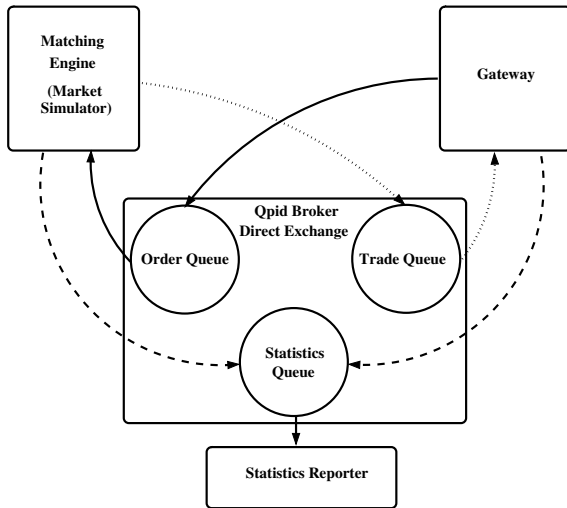 Matching
Engine
(Market
Simulator)
Gateway
Qpid Broker
Direct Exchange
Order Queue
Trade Queue
Statistics
Queue
Statistics Reporter